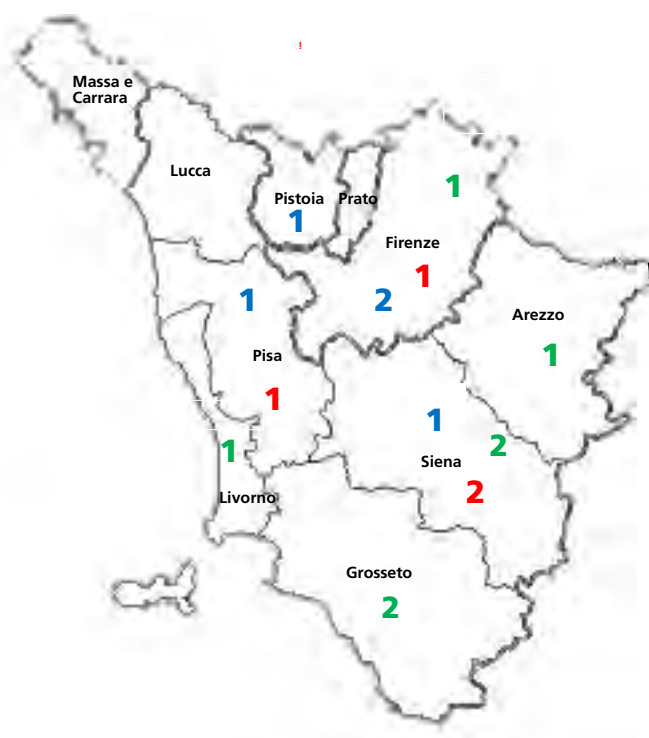 !
Massa e
Carrara
Lucca
Pistoia
Prato
1
1
Firenze
1
1
2
Arezzo
Pisa
1
1
1
2
1
Siena
2
Livorno
Grosseto
2